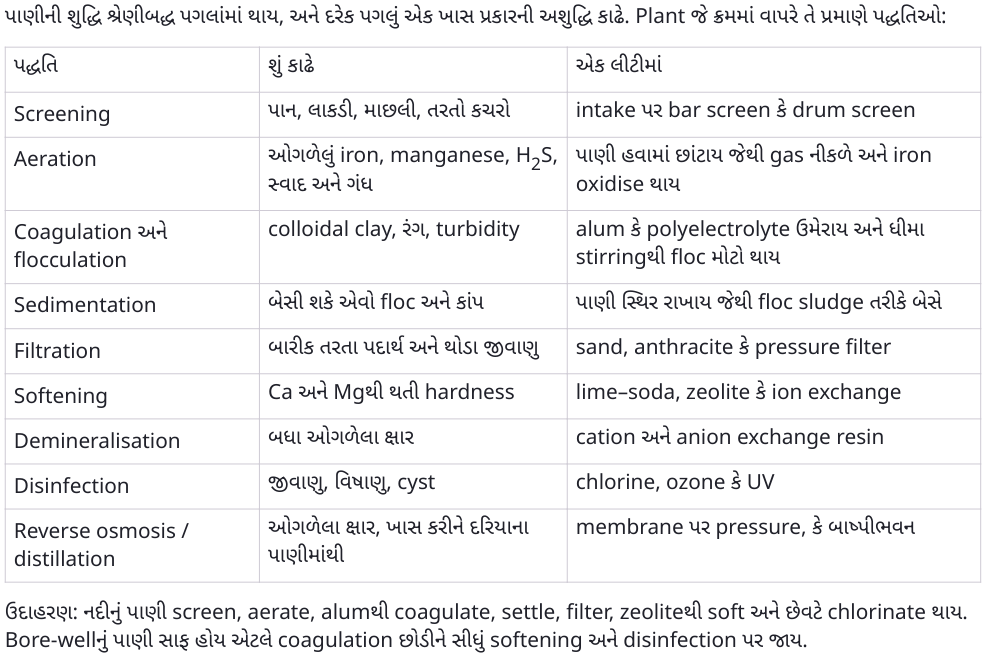 પાણીની શુદ્ધિ શ્રેણીબદ્ધ પગલાંમાં થાય, અને દરેક પગલું એક ખાસ પ્રકારની અશુદ્ધિ કાઢે. Plant જે ક્રમમાં વાપરે તે પ્રમાણે પદ્ધતિઓ:
પદ્ધતિ શું કાઢે એક લીટીમાં
Screening પાન, લાકડી, માછલી, તરતો કચરો intake પર bar screen કે drum screen
Aeration ઓગળેલું iron, manganese, H₂S, પાણી હવામાં છાંટાય જેથી gas નીકળે અને iron
સ્વાદ અને ગંધ oxidise થાય
Coagulation અને colloidal clay, રંગ, turbidity alum કે polyelectrolyte ઉમેરાય અને ધીમા
flocculation stirringથી floc મોટો થાય
Sedimentation બેસી શકે એવો floc અને કાંપ પાણી સ્થિર રાખાય જેથી floc sludge તરીકે બેસે
Filtration બારીક તરતા પદાર્થ અને થોડા જીવાણુ sand, anthracite કે pressure filter
Softening Ca અને Mgથી થતી hardness lime–soda, zeolite કે ion exchange
Demineralisation બધા ઓગળેલા ક્ષાર cation અને anion exchange resin
Disinfection જીવાણુ, વિષાણુ, cyst chlorine, ozone કે UV
Reverse osmosis / ઓગળેલા ક્ષાર, ખાસ કરીને દરિયાના membrane પર pressure, કે બાષ્પીભવન
distillation પાણીમાંથી
ઉદાહરણ: નદીનું પાણી screen, aerate, alumથી coagulate, settle, filter, zeoliteથી soft અને છેવટે chlorinate થાય.
Bore-wellનું પાણી સાફ હોય એટલે coagulation છોડીને સીધું softening અને disinfection પર જાય.